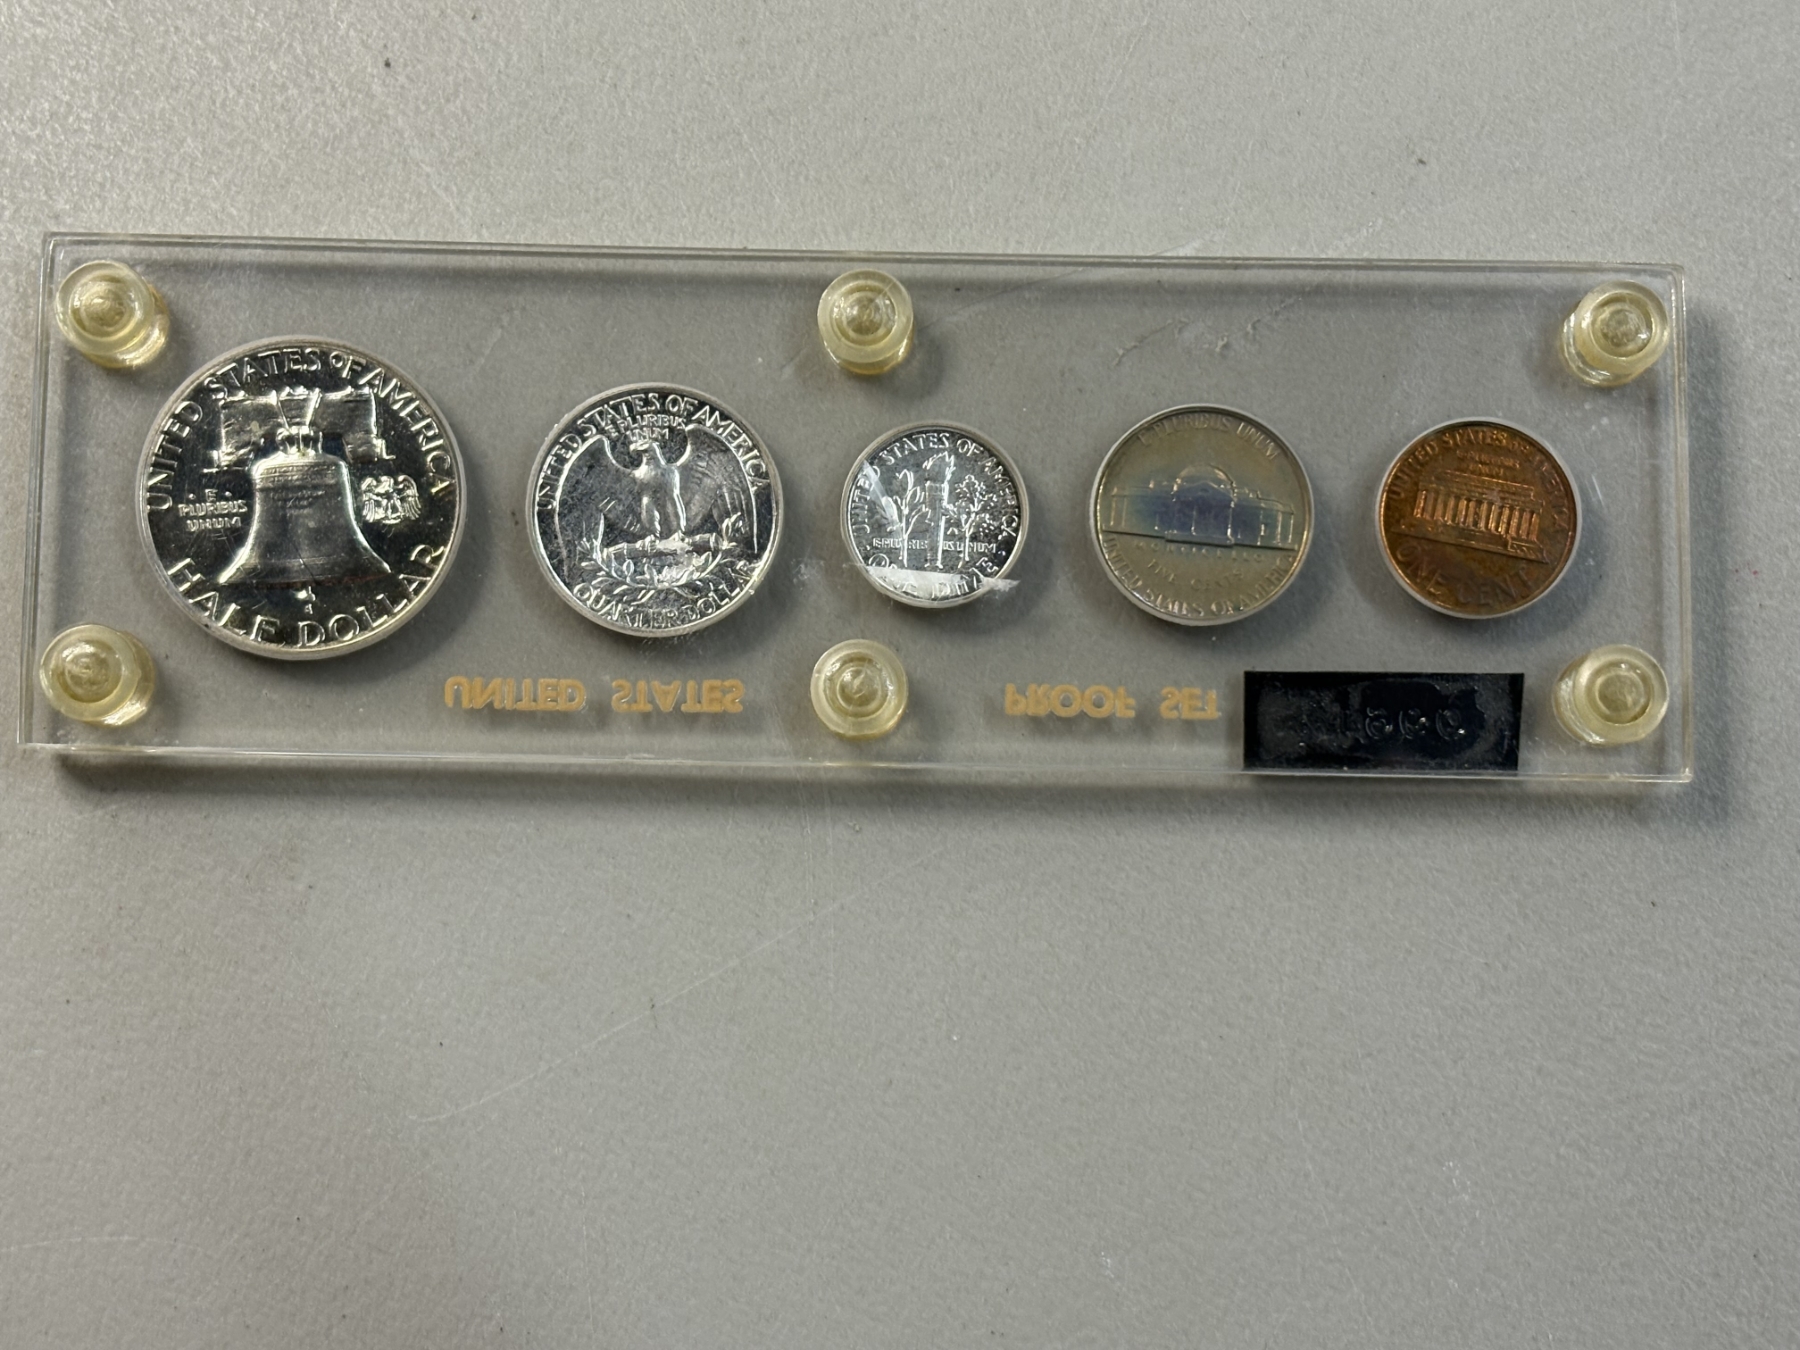 UNITED STATES OF AMERICA
· E ·
PLURIBUS
UNUM
HALF DOLLAR
UNITED STATES OF AMERICA
E PLURIBUS
UNUM
QUARTER DOLLAR
UNITED STATES OF AMERICA
E PLURIBUS UNUM
ONE DIME
E PLURIBUS UNUM
MONTICELLO
FIVE CENTS
UNITED STATES OF AMERICA
UNITED STATES OF AMERICA
E PLURIBUS
UNUM
ONE CENT
UNITED STATES PROOF SET